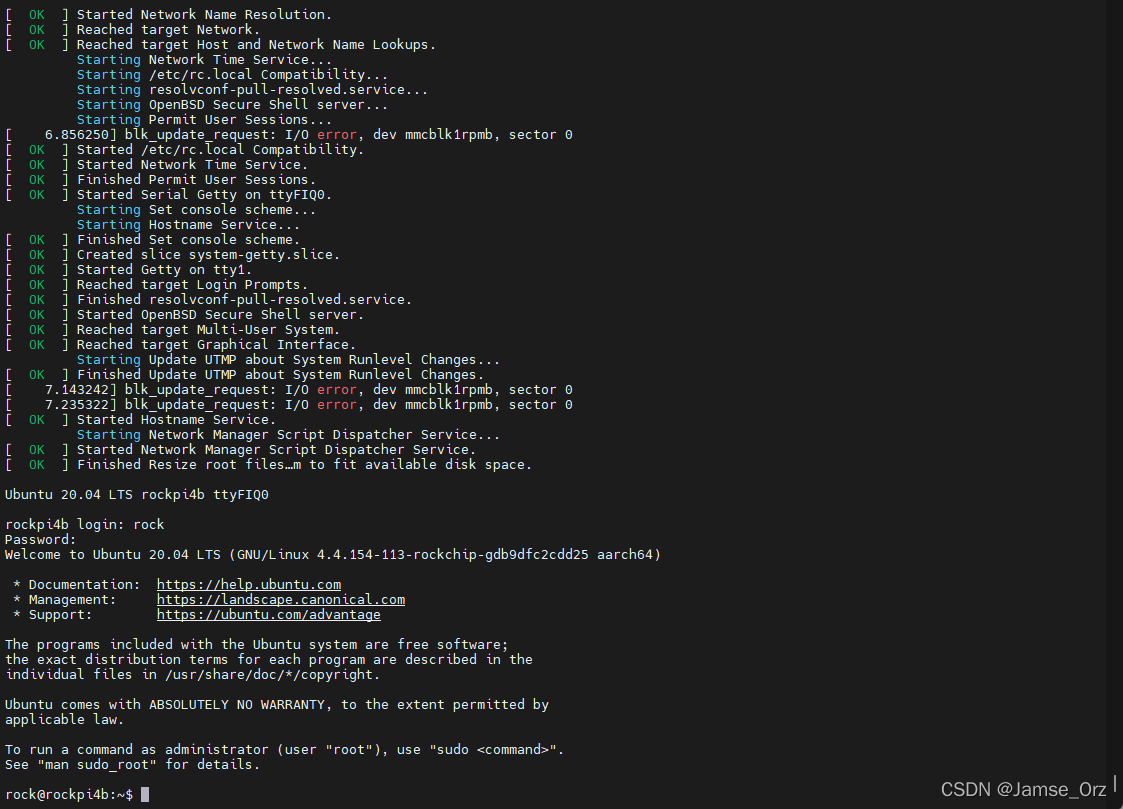 [  OK  ] Started Network Name Resolution.
[  OK  ] Reached target Network.
[  OK  ] Reached target Host and Network Name Lookups.
         Starting Network Time Service...
         Starting /etc/rc.local Compatibility...
         Starting resolvconf-pull-resolved.service...
         Starting OpenBSD Secure Shell server...
         Starting Permit User Sessions...
[    6.856250] blk_update_request: I/O error, dev mmcblk1rpmb, sector 0
[  OK  ] Started /etc/rc.local Compatibility.
[  OK  ] Started Network Time Service.
[  OK  ] Finished Permit User Sessions.
[  OK  ] Started Serial Getty on ttyFIQ0.
         Starting Set console scheme...
         Starting Hostname Service...
[  OK  ] Finished Set console scheme.
[  OK  ] Created slice system-getty.slice.
[  OK  ] Started Getty on tty1.
[  OK  ] Reached target Login Prompts.
[  OK  ] Finished resolvconf-pull-resolved.service.
[  OK  ] Started OpenBSD Secure Shell server.
[  OK  ] Reached target Multi-User System.
[  OK  ] Reached target Graphical Interface.
         Starting Update UTMP about System Runlevel Changes...
[  OK  ] Finished Update UTMP about System Runlevel Changes.
[    7.143242] blk_update_request: I/O error, dev mmcblk1rpmb, sector 0
[    7.235322] blk_update_request: I/O error, dev mmcblk1rpmb, sector 0
[  OK  ] Started Hostname Service.
         Starting Network Manager Script Dispatcher Service...
[  OK  ] Started Network Manager Script Dispatcher Service.
[  OK  ] Finished Resize root files…m to fit available disk space.
Ubuntu 20.04 LTS rockpi4b ttyFIQ0
rockpi4b login: rock
Password:
Welcome to Ubuntu 20.04 LTS (GNU/Linux 4.4.154-113-rockchip-gdb9dfc2cdd25 aarch64)
 * Documentation:  https://help.ubuntu.com
 * Management:     https://landscape.canonical.com
 * Support:        https://ubuntu.com/advantage
The programs included with the Ubuntu system are free software;
the exact distribution terms for each program are described in the
individual files in /usr/share/doc/*/copyright.
Ubuntu comes with ABSOLUTELY NO WARRANTY, to the extent permitted by
applicable law.
To run a command as administrator (user "root"), use "sudo <command>".
See "man sudo_root" for details.
rock@rockpi4b:~$
CSDN @Jamse_Orz